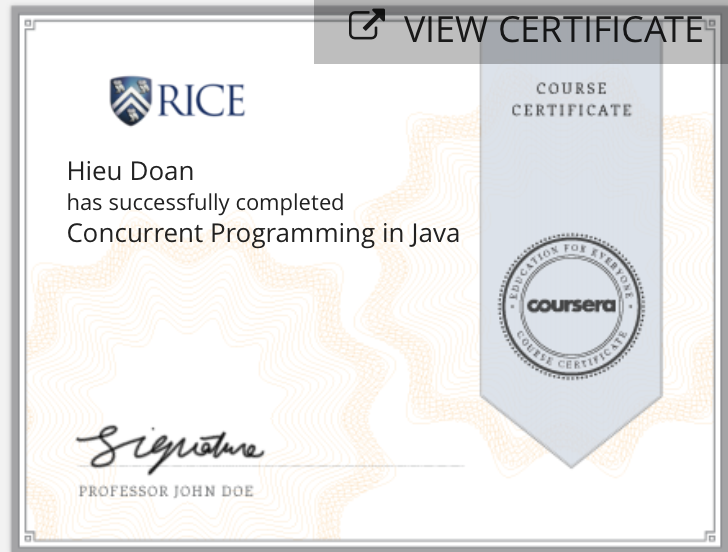 VIEW CERTIFICATE
RICE
COURSE
CERTIFICATE
Hieu Doan
has successfully completed
Concurrent Programming in Java
EDUCATION FOR EVERYONE
coursera
COURSE CERTIFICATE
Signature
PROFESSOR JOHN DOE